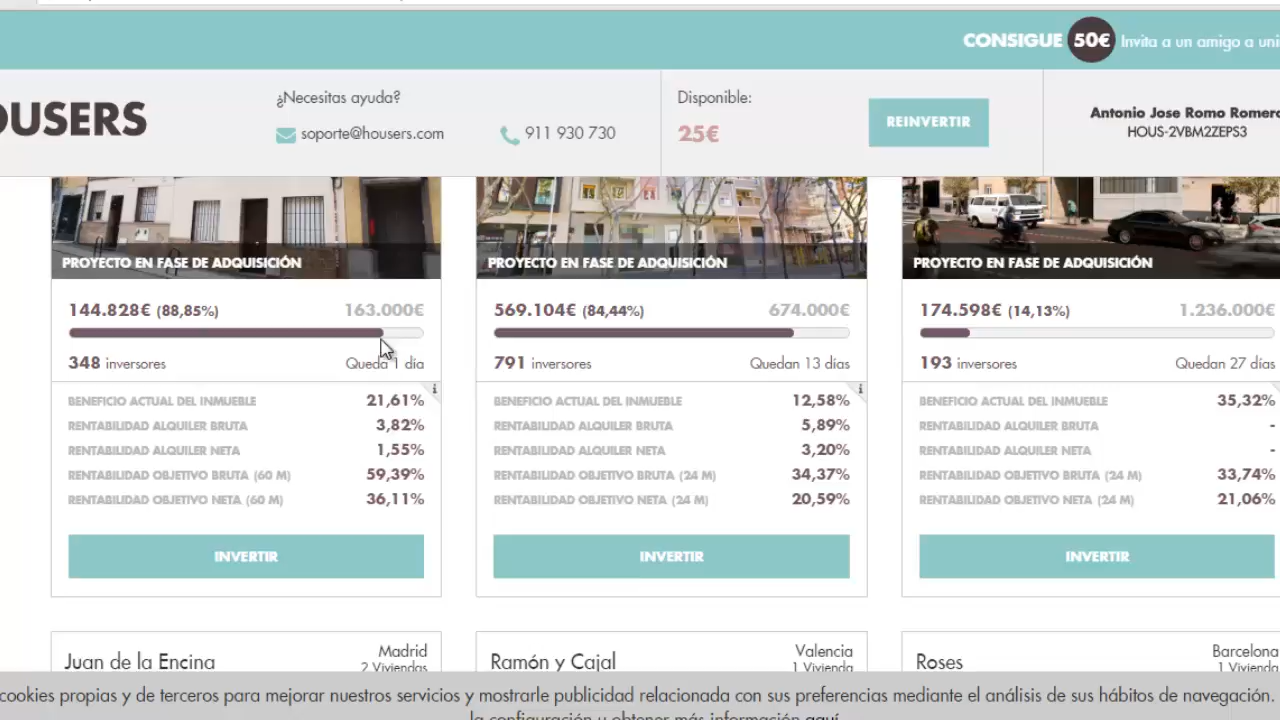 CONSIGUE 50€ Invita a un amigo a uni
OUSERS
¿Necesitas ayuda?
soporte@housers.com
911 930 730
Disponible:
25€
REINVERTIR
Antonio Jose Romo Romero
HOUS-2VBM2ZEPS3
PROYECTO EN FASE DE ADQUISICIÓN
144.828€ (88,85%) 163.000€
348 inversores Queda 1 día
BENEFICIO ACTUAL DEL INMUEBLE 21,61%
RENTABILIDAD ALQUILER BRUTA 3,82%
RENTABILIDAD ALQUILER NETA 1,55%
RENTABILIDAD OBJETIVO BRUTA (60 M) 59,39%
RENTABILIDAD OBJETIVO NETA (60 M) 36,11%
INVERTIR
PROYECTO EN FASE DE ADQUISICIÓN
569.104€ (84,44%) 674.000€
791 inversores Quedan 13 días
BENEFICIO ACTUAL DEL INMUEBLE 12,58%
RENTABILIDAD ALQUILER BRUTA 5,89%
RENTABILIDAD ALQUILER NETA 3,20%
RENTABILIDAD OBJETIVO BRUTA (24 M) 34,37%
RENTABILIDAD OBJETIVO NETA (24 M) 20,59%
INVERTIR
PROYECTO EN FASE DE ADQUISICIÓN
174.598€ (14,13%) 1.236.000€
193 inversores Quedan 27 días
BENEFICIO ACTUAL DEL INMUEBLE 35,32%
RENTABILIDAD ALQUILER BRUTA -
RENTABILIDAD ALQUILER NETA -
RENTABILIDAD OBJETIVO BRUTA (24 M) 33,74%
RENTABILIDAD OBJETIVO NETA (24 M) 21,06%
INVERTIR
Juan de la Encina
Madrid
2 Viviendas
Ramón y Cajal
Valencia
1 Vivienda
Roses
Barcelona
1 Vivienda
cookies propias y de terceros para mejorar nuestros servicios y mostrarle publicidad relacionada con sus preferencias mediante el análisis de sus hábitos de navegación.
la configuración u obtener más información aquí